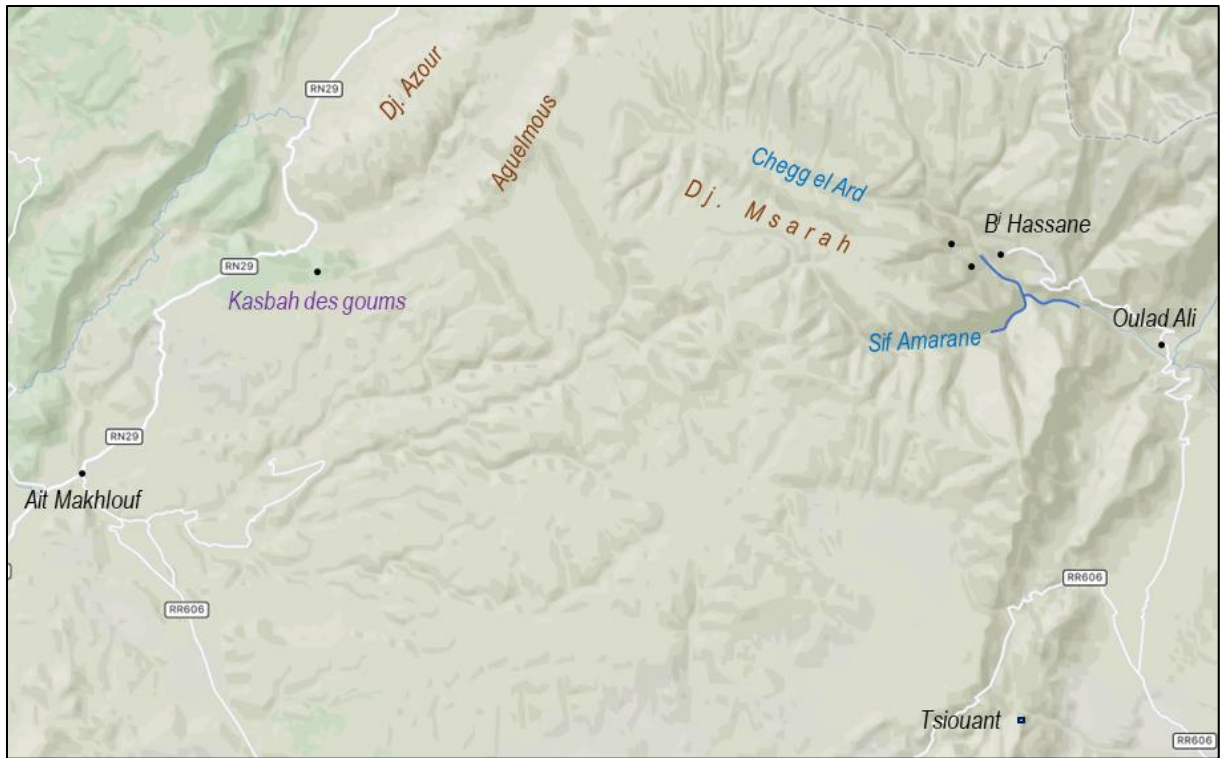 Dj. Azour
RN29
Aguelmous
Chegg el Ard
Dj. Msarah
Bⁱ Hassane
RN29
Kasbah des goums
Oulad Ali
Sif Amarane
RN29
Ait Makhlouf
RR606
RR606
Tsiouant
RR606